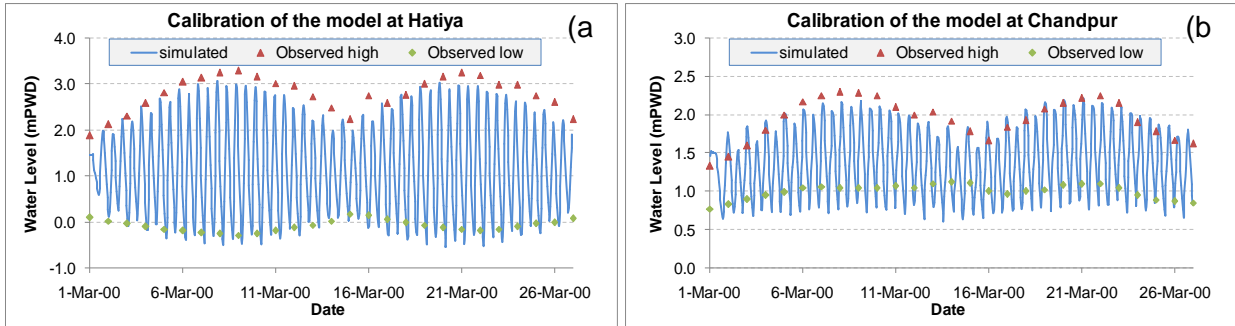 Calibration of the model at Hatiya
(a
simulated Observed high Observed low
Water Level (mPWD)
4.0
3.0
2.0
1.0
0.0
-1.0
1-Mar-00 6-Mar-00 11-Mar-00 16-Mar-00 21-Mar-00 26-Mar-00
Date
Calibration of the model at Chandpur
(b
simulated Observed high Observed low
Water Level (mPWD)
3.0
2.5
2.0
1.5
1.0
0.5
0.0
1-Mar-00 6-Mar-00 11-Mar-00 16-Mar-00 21-Mar-00 26-Mar-00
Date